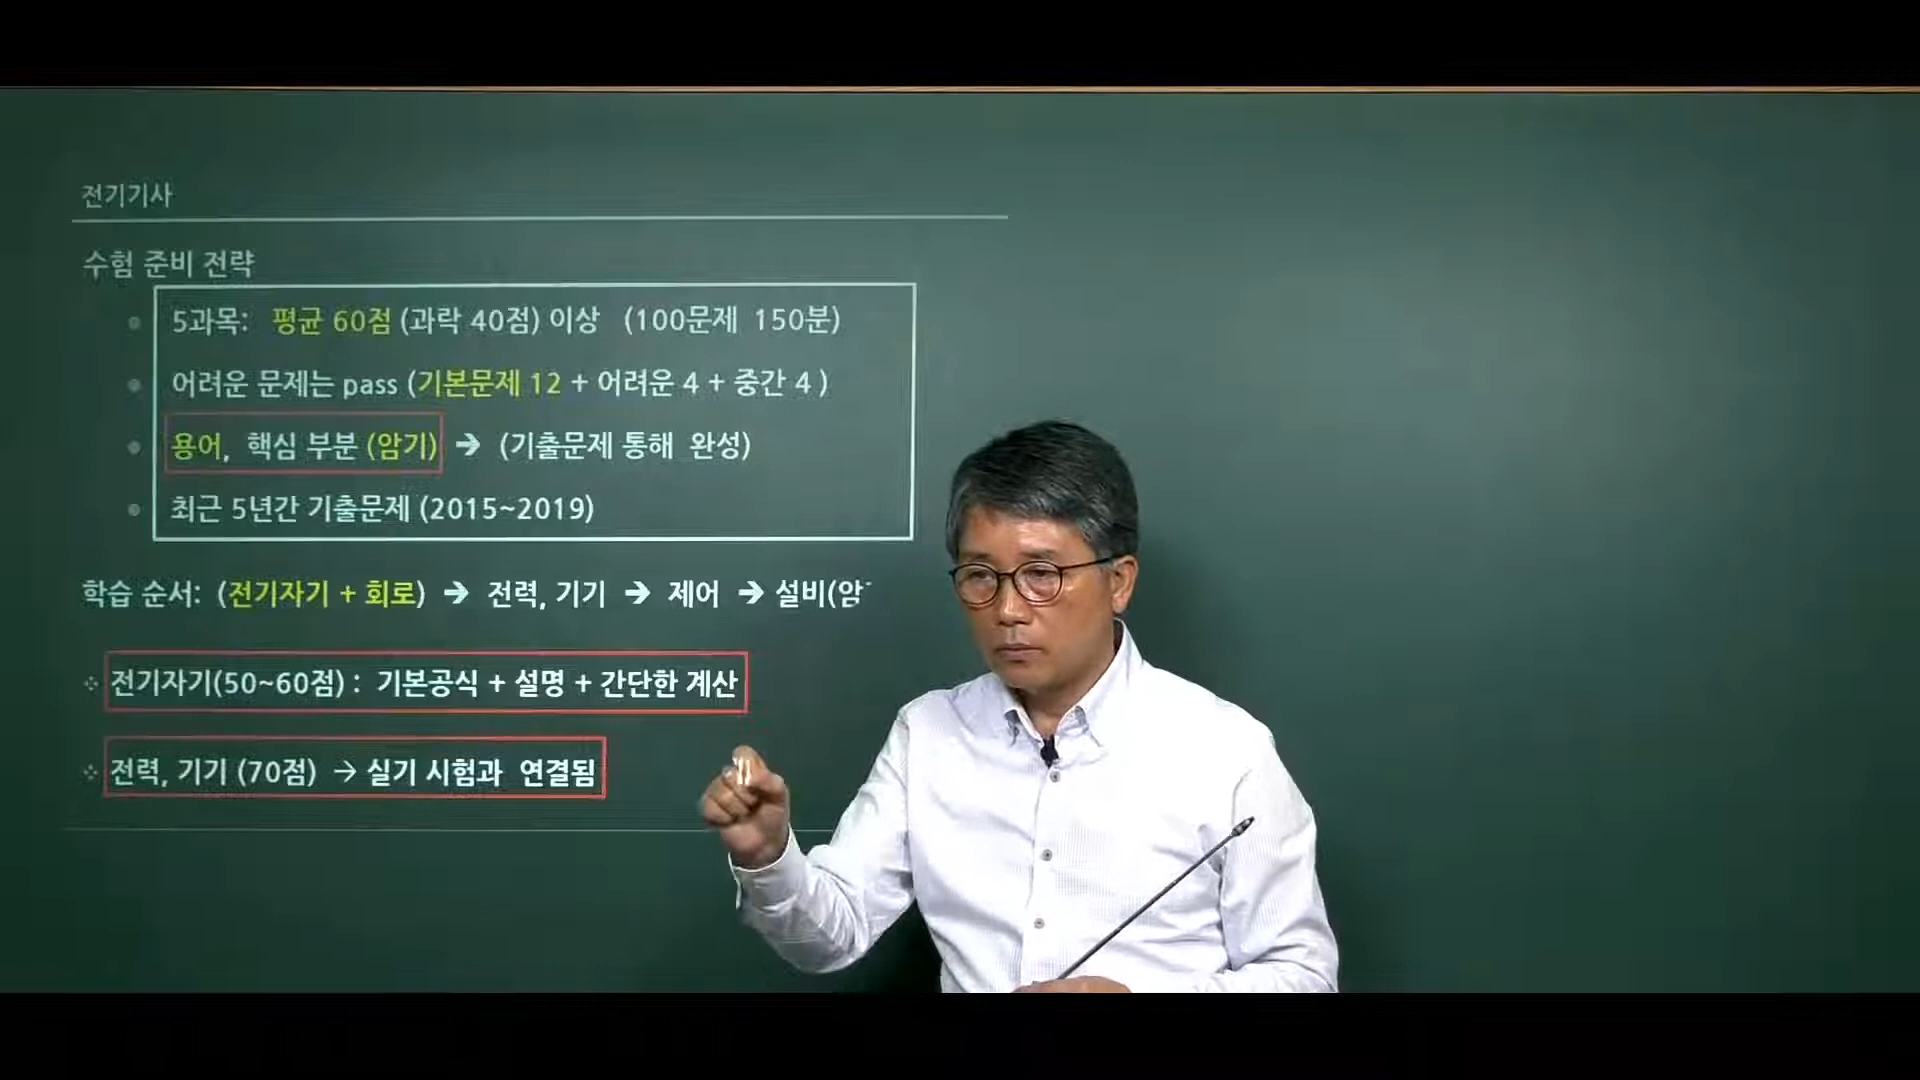 전기기사
수험 준비 전략
5과목: 평균 60점 (과락 40점) 이상 (100문제 150분)
어려운 문제는 pass (기본문제 12 + 어려운 4 + 중간 4 )
용어, 핵심 부분 (암기) ➔ (기출문제 통해 완성)
최근 5년간 기출문제 (2015~2019)
학습 순서: (전기자기 + 회로) ➔ 전력, 기기 ➔ 제어 ➔ 설비(
전기자기(50~60점) : 기본공식 + 설명 + 간단한 계산
전력, 기기 (70점) → 실기 시험과 연결됨